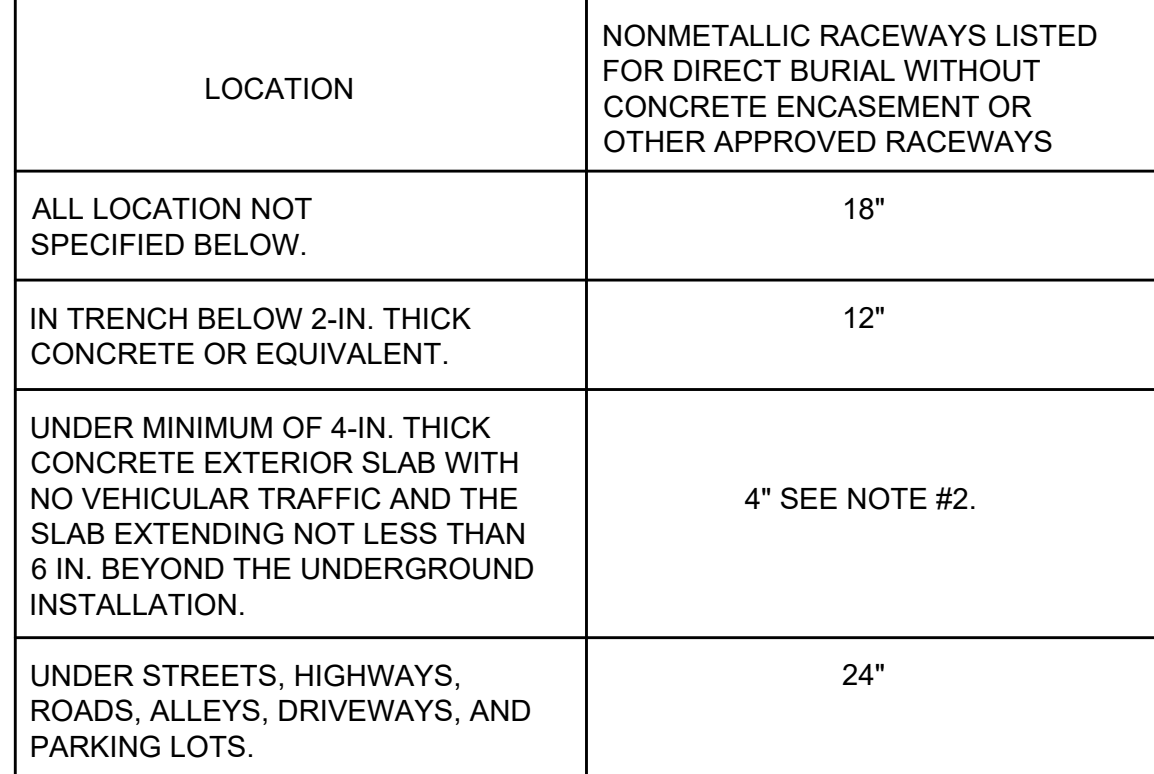 LOCATION
NONMETALLIC RACEWAYS LISTED
FOR DIRECT BURIAL WITHOUT
CONCRETE ENCASEMENT OR
OTHER APPROVED RACEWAYS
ALL LOCATION NOT
SPECIFIED BELOW.
18"
IN TRENCH BELOW 2-IN. THICK
CONCRETE OR EQUIVALENT.
12"
UNDER MINIMUM OF 4-IN. THICK
CONCRETE EXTERIOR SLAB WITH
NO VEHICULAR TRAFFIC AND THE
SLAB EXTENDING NOT LESS THAN
6 IN. BEYOND THE UNDERGROUND
INSTALLATION.
4" SEE NOTE #2.
UNDER STREETS, HIGHWAYS,
ROADS, ALLEYS, DRIVEWAYS, AND
PARKING LOTS.
24"